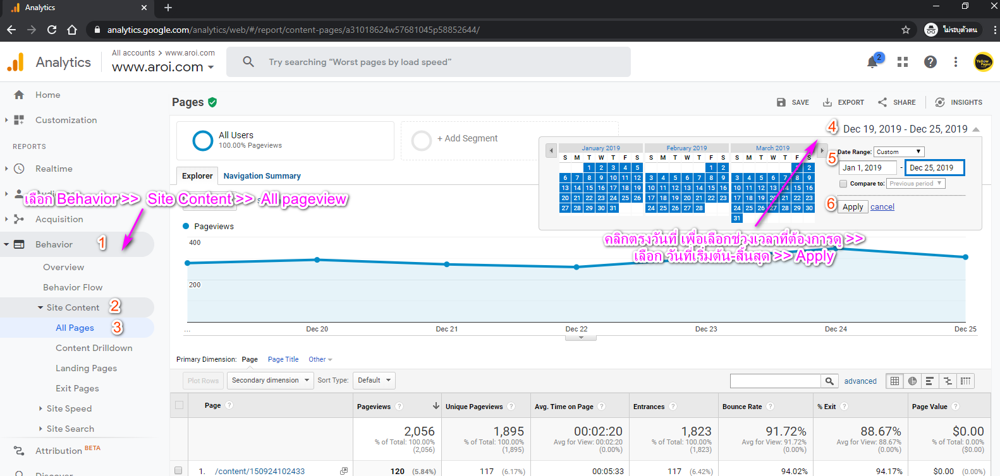 Analytics
analytics.google.com/analytics/web/#/report/content-pages/a31018624w57681045p58852644/
ไม่ระบุตัวตน
Analytics
All accounts > www.aroi.com
www.aroi.com
Try searching “Worst pages by load speed”
2
Yellow Pages
Home
Customization
REPORTS
Realtime
Acquisition
Behavior
1
Overview
Behavior Flow
Site Content
2
All Pages
3
Content Drilldown
Landing Pages
Exit Pages
Site Speed
Site Search
Attribution BETA
Discover
เลือก Behavior >> Site Content >> All pageview
Pages
SAVE
EXPORT
SHARE
INSIGHTS
All Users
100.00% Pageviews
+ Add Segment
4
Dec 19, 2019 - Dec 25, 2019
Explorer
Navigation Summary
January 2019
February 2019
March 2019
S M T W T F S S M T W T F S S M T W T F S
1 2 3 4 5 1 2 1 2
6 7 8 9 10 11 12 3 4 5 6 7 8 9 3 4 5 6 7 8 9
13 14 15 16 17 18 19 10 11 12 13 14 15 16 10 11 12 13 14 15 16
20 21 22 23 24 25 26 17 18 19 20 21 22 23 17 18 19 20 21 22 23
27 28 29 30 31 24 25 26 27 28 24 25 26 27 28 29 30
31
Date Range: Custom
5
Jan 1, 2019 - Dec 25, 2019
Compare to: Previous period
6
Apply cancel
คลิกตรงวันที่ เพื่อเลือกช่วงเวลาที่ต้องการดู >>
เลือก วันที่เริ่มต้น-สิ้นสุด >> Apply
Pageviews
400
200
... Dec 20 Dec 21 Dec 22 Dec 23 Dec 24 Dec 25
Primary Dimension: Page Page Title Other
Plot Rows Secondary dimension Sort Type: Default advanced
Page ? Pageviews ? Unique Pageviews ? Avg. Time on Page ? Entrances ? Bounce Rate ? % Exit ? Page Value ?
2,056 1,895 00:02:20 1,823 91.72% 88.67% $0.00
% of Total: 100.00% % of Total: 100.00% Avg for View: 00:02:20 % of Total: 100.00% Avg for View: 91.72% Avg for View: 88.67% % of Total: 0.00%
(2,056) (1,895) (0.00%) (1,823) (0.00%) (0.00%) ($0.00)
1. /content/150924102433 120 (5.84%) 117 (6.17%) 00:05:33 117 (6.42%) 94.02% 94.17% $0.00 (0.00%)